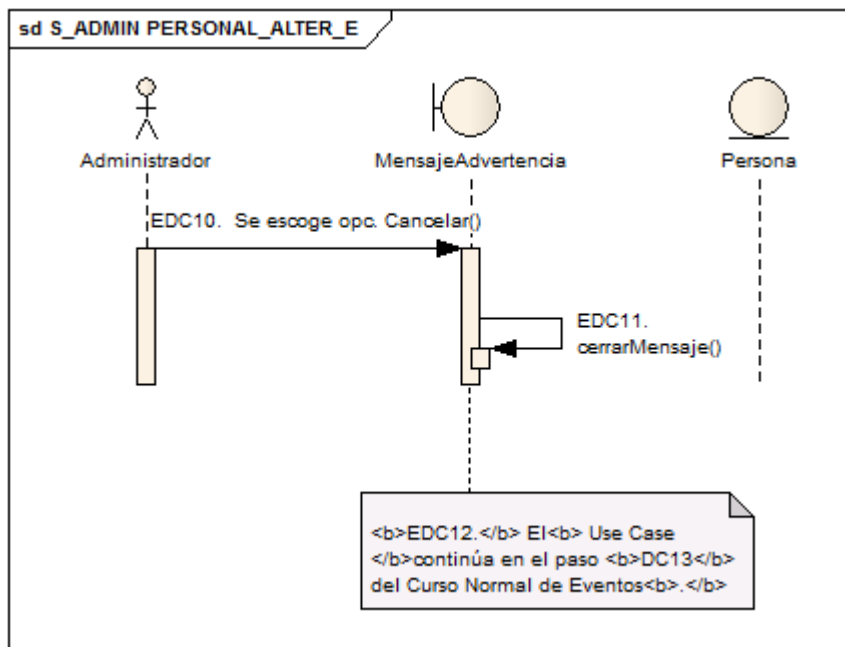 sd S_ADMIN PERSONAL_ALTER_E
Administrador
MensajeAdvertencia
Persona
EDC10.  Se escoge opc. Cancelar()
EDC11.
cerrarMensaje()
<b>EDC12.</b> El<b> Use Case
</b>continúa en el paso <b>DC13</b>
del Curso Normal de Eventos<b>.</b>